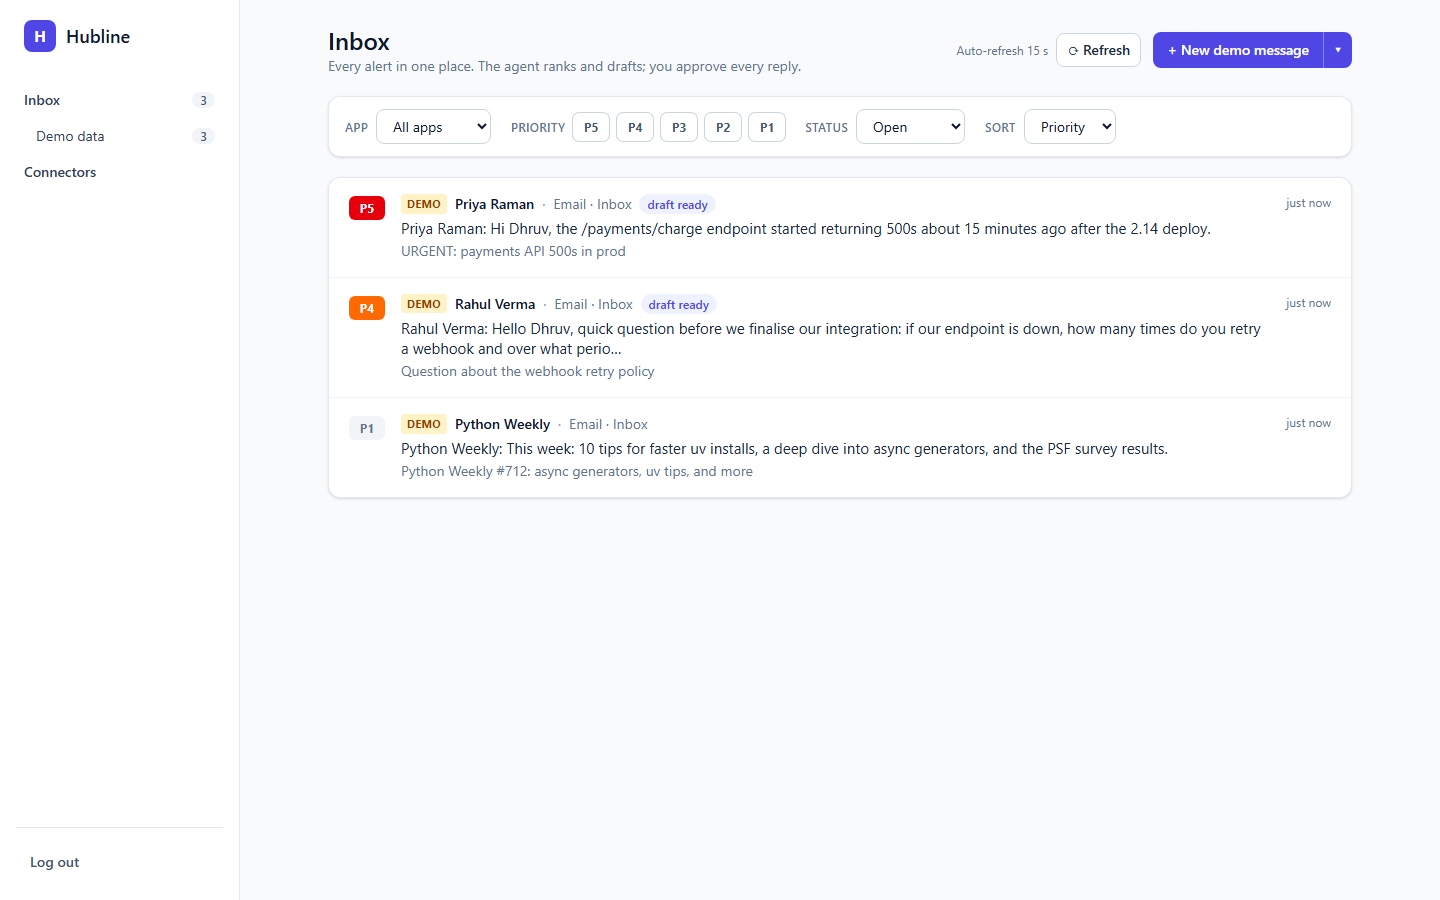 H Hubline
Inbox 3
Demo data 3
Connectors
Log out
Inbox
Every alert in one place. The agent ranks and drafts; you approve every reply.
Auto-refresh 15 s ⟳ Refresh + New demo message ▾
APP All apps PRIORITY P5 P4 P3 P2 P1 STATUS Open SORT Priority
P5 DEMO Priya Raman · Email · Inbox draft ready just now
Priya Raman: Hi Dhruv, the /payments/charge endpoint started returning 500s about 15 minutes ago after the 2.14 deploy.
URGENT: payments API 500s in prod
P4 DEMO Rahul Verma · Email · Inbox draft ready just now
Rahul Verma: Hello Dhruv, quick question before we finalise our integration: if our endpoint is down, how many times do you retry
a webhook and over what perio…
Question about the webhook retry policy
P1 DEMO Python Weekly · Email · Inbox just now
Python Weekly: This week: 10 tips for faster uv installs, a deep dive into async generators, and the PSF survey results.
Python Weekly #712: async generators, uv tips, and more